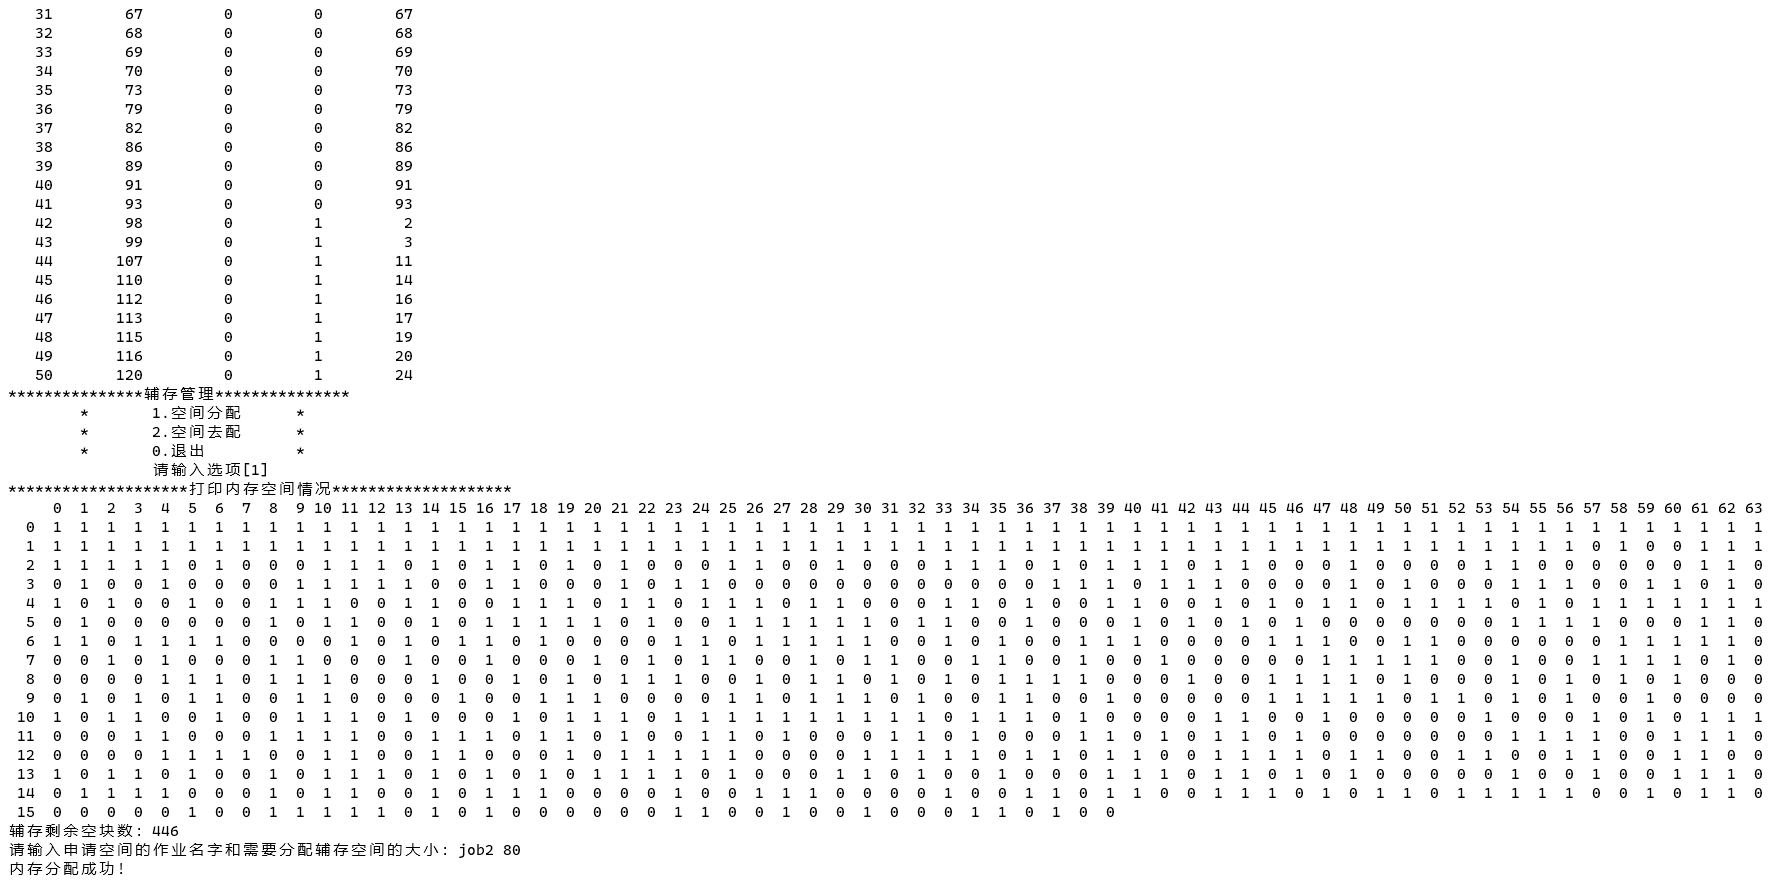 31 67 0 0 67
32 68 0 0 68
33 69 0 0 69
34 70 0 0 70
35 73 0 0 73
36 79 0 0 79
37 82 0 0 82
38 86 0 0 86
39 89 0 0 89
40 91 0 0 91
41 93 0 0 93
42 98 0 1 2
43 99 0 1 3
44 107 0 1 11
45 110 0 1 14
46 112 0 1 16
47 113 0 1 17
48 115 0 1 19
49 116 0 1 20
50 120 0 1 24
***************辅存管理***************
* 1.空间分配 *
* 2.空间去配 *
* 0.退出 *
请输入选项[1]
********************打印内存空间情况********************
0 1 2 3 4 5 6 7 8 9 10 11 12 13 14 15 16 17 18 19 20 21 22 23 24 25 26 27 28 29 30 31 32 33 34 35 36 37 38 39 40 41 42 43 44 45 46 47 48 49 50 51 52 53 54 55 56 57 58 59 60 61 62 63
0 1 1 1 1 1 1 1 1 1 1 1 1 1 1 1 1 1 1 1 1 1 1 1 1 1 1 1 1 1 1 1 1 1 1 1 1 1 1 1 1 1 1 1 1 1 1 1 1 1 1 1 1 1 1 1 1 1 1 1 1 1 1 1 1
1 1 1 1 1 1 1 1 1 1 1 1 1 1 1 1 1 1 1 1 1 1 1 1 1 1 1 1 1 1 1 1 1 1 1 1 1 1 1 1 1 1 1 1 1 1 1 1 1 1 1 1 1 1 1 1 1 1 0 1 0 0 1 1 1
2 1 1 1 1 1 0 1 0 0 0 1 1 1 0 1 0 1 1 0 1 0 1 0 0 0 1 1 0 0 1 0 0 0 1 1 1 0 1 0 1 1 1 0 1 1 0 0 0 1 0 0 0 0 1 1 0 0 0 0 0 0 1 1 0
3 0 1 0 0 1 0 0 0 0 1 1 1 1 1 0 0 1 1 0 0 0 1 0 1 1 0 0 0 0 0 0 0 0 0 0 0 0 1 1 1 0 1 1 1 0 0 0 0 1 0 1 0 0 0 1 1 1 0 0 1 1 0 1 0
4 1 0 1 0 0 1 0 0 1 1 1 0 0 1 1 0 0 1 1 1 0 1 1 0 1 1 1 0 1 1 0 0 0 1 1 0 1 0 0 1 1 0 0 1 0 1 0 1 1 0 1 1 1 1 0 1 0 1 1 1 1 1 1 1
5 0 1 0 0 0 0 0 0 1 0 1 1 1 0 1 0 1 1 1 1 1 0 1 0 0 1 1 1 1 1 1 0 0 1 0 0 1 0 0 0 1 1 0 1 0 1 1 1 0 0 0 0 0 0 1 1 1 1 0 0 1 1 1 0
6 1 1 0 1 1 1 1 0 0 0 0 1 0 1 0 1 1 0 1 0 0 0 0 1 1 0 1 1 1 1 1 0 0 1 0 1 0 0 1 1 1 0 0 0 0 1 1 1 0 0 1 1 0 0 0 0 0 0 0 1 1 1 1 1
7 0 0 1 0 1 0 0 0 1 1 0 0 0 1 0 0 1 0 0 0 1 0 1 0 1 1 0 0 1 0 1 1 0 0 1 1 0 0 1 0 0 1 0 0 0 0 0 1 1 1 1 1 0 0 1 0 0 1 1 1 1 0 1 0
8 0 0 0 0 1 1 1 0 1 1 1 0 1 1 0 1 0 1 0 0 1 1 1 0 1 1 0 0 1 1 1 0 0 1 0 1 0 1 1 1 0 0 0 0 0 1 1 1 1 0 1 0 0 0 1 0 1 0 1 0 1 0 1 0
9 0 1 0 1 0 1 1 0 1 1 1 0 0 0 0 1 0 0 1 1 1 0 0 0 0 1 1 0 1 1 1 0 1 0 0 1 1 0 1 1 0 0 1 0 0 1 1 1 1 1 0 1 1 0 1 0 1 0 0 1 0 0 0 0
10 1 0 1 1 0 0 1 0 0 1 1 1 0 1 0 0 0 1 0 1 1 1 0 1 1 1 1 1 1 1 1 1 1 0 1 1 1 0 1 0 0 0 0 1 1 0 0 1 0 0 0 0 0 1 0 0 0 1 0 1 0 1 1 1
11 0 0 0 1 1 0 0 0 1 1 1 1 1 0 1 1 1 0 1 0 1 0 1 1 1 0 1 0 0 0 1 1 0 1 0 1 0 0 1 1 0 1 0 1 0 0 1 1 0 0 0 0 0 0 1 1 1 1 0 0 1 1 1 0
12 0 0 0 0 1 1 1 1 0 0 1 0 1 1 1 1 0 0 0 1 0 1 1 1 1 1 0 0 0 0 1 1 1 1 1 0 1 1 1 0 1 1 0 0 1 1 1 0 1 1 0 0 1 1 0 1 1 1 0 0 1 1 0 0
13 1 0 1 1 0 1 0 0 1 0 1 1 1 0 1 0 1 0 1 0 1 1 1 1 0 1 0 0 0 1 1 0 1 0 0 1 0 0 0 1 1 1 0 1 1 0 1 0 1 1 1 0 0 0 1 0 0 1 0 0 1 1 1 0
14 0 1 1 1 1 0 0 0 1 0 1 1 1 0 1 0 1 1 1 0 0 0 0 1 0 0 1 1 1 0 0 0 0 1 0 0 1 1 0 1 1 0 0 1 1 1 0 1 0 1 1 0 1 1 1 1 1 0 0 1 0 1 1 0
15 0 0 0 0 0 1 0 0 1 1 1 1 1 0 1 0 1 0 0 0 0 0 0 1 1 0 0 1 0 0 1 0 0 0 1 1 0 1 0 0
辅存剩余空块数: 446
请输入申请空间的作业名字和需要分配辅存空间的大小: job2 80
内存分配成功!